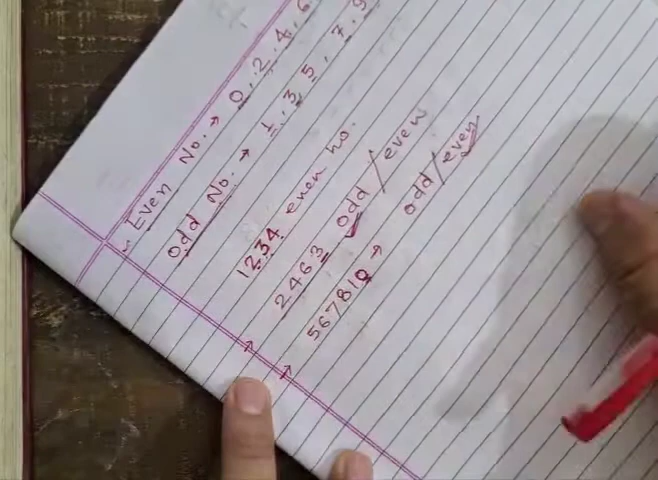 Even No. → 0, 2, 4, 6
Odd No. → 1, 3, 5, 7, 9
1234 even no.
→ 2463 odd / even
→ 567810 → odd / even